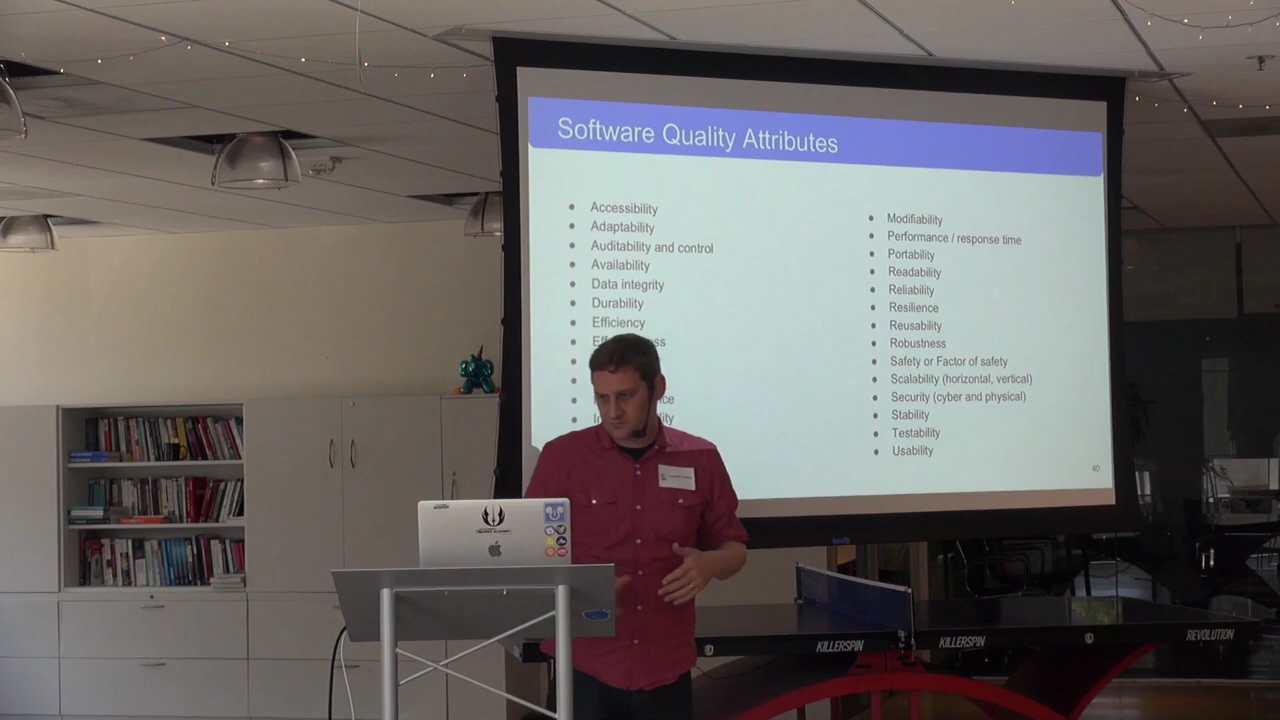 Software Quality Attributes
Accessibility
Adaptability
Auditability and control
Availability
Data integrity
Durability
Efficiency
Modifiability
Performance / response time
Portability
Readability
Reliability
Resilience
Reusability
Robustness
Safety or Factor of safety
Scalability (horizontal, vertical)
Security (cyber and physical)
Stability
Testability
Usability
40
KILLERSPIN
KILLERSPIN
REVOLUTION